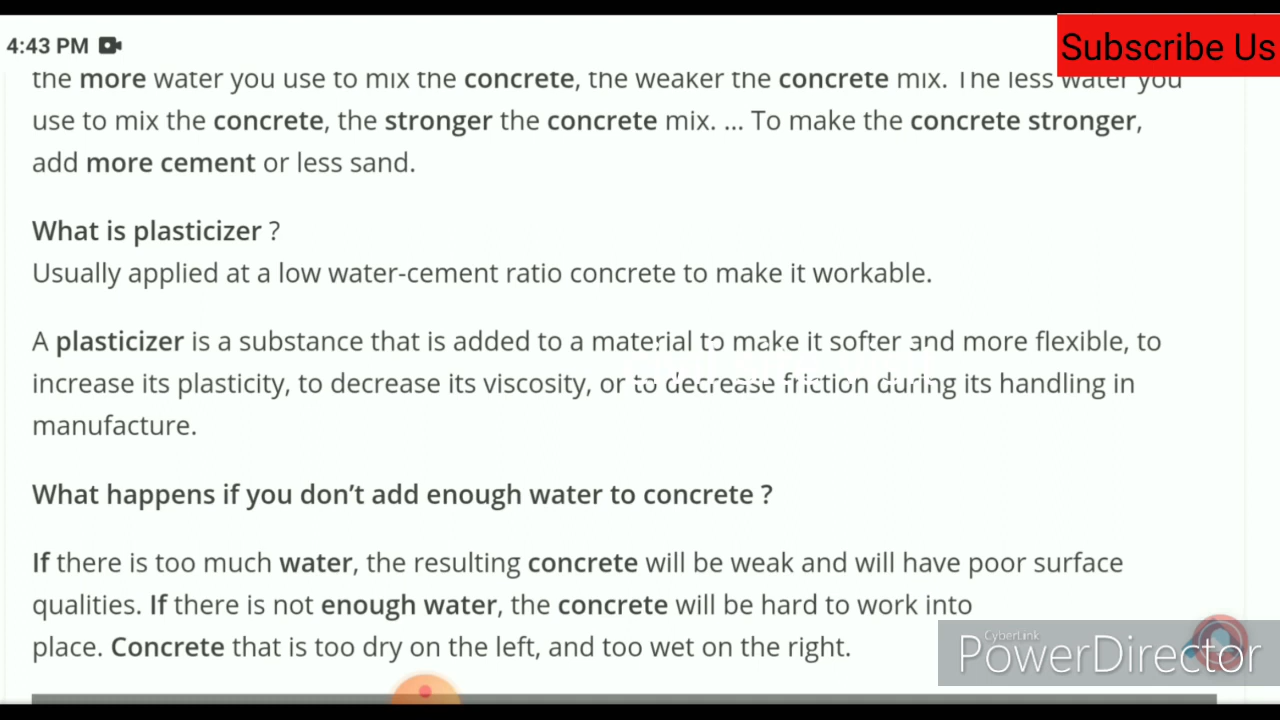 4:43 PM
Subscribe Us
the more water you use to mix the concrete, the weaker the concrete mix. The less water you
use to mix the concrete, the stronger the concrete mix. ... To make the concrete stronger,
add more cement or less sand.
What is plasticizer ?
Usually applied at a low water-cement ratio concrete to make it workable.
A plasticizer is a substance that is added to a material to make it softer and more flexible, to
increase its plasticity, to decrease its viscosity, or to decrease friction during its handling in
manufacture.
What happens if you don’t add enough water to concrete ?
If there is too much water, the resulting concrete will be weak and will have poor surface
qualities. If there is not enough water, the concrete will be hard to work into
place. Concrete that is too dry on the left, and too wet on the right.
CyberLink
PowerDirector